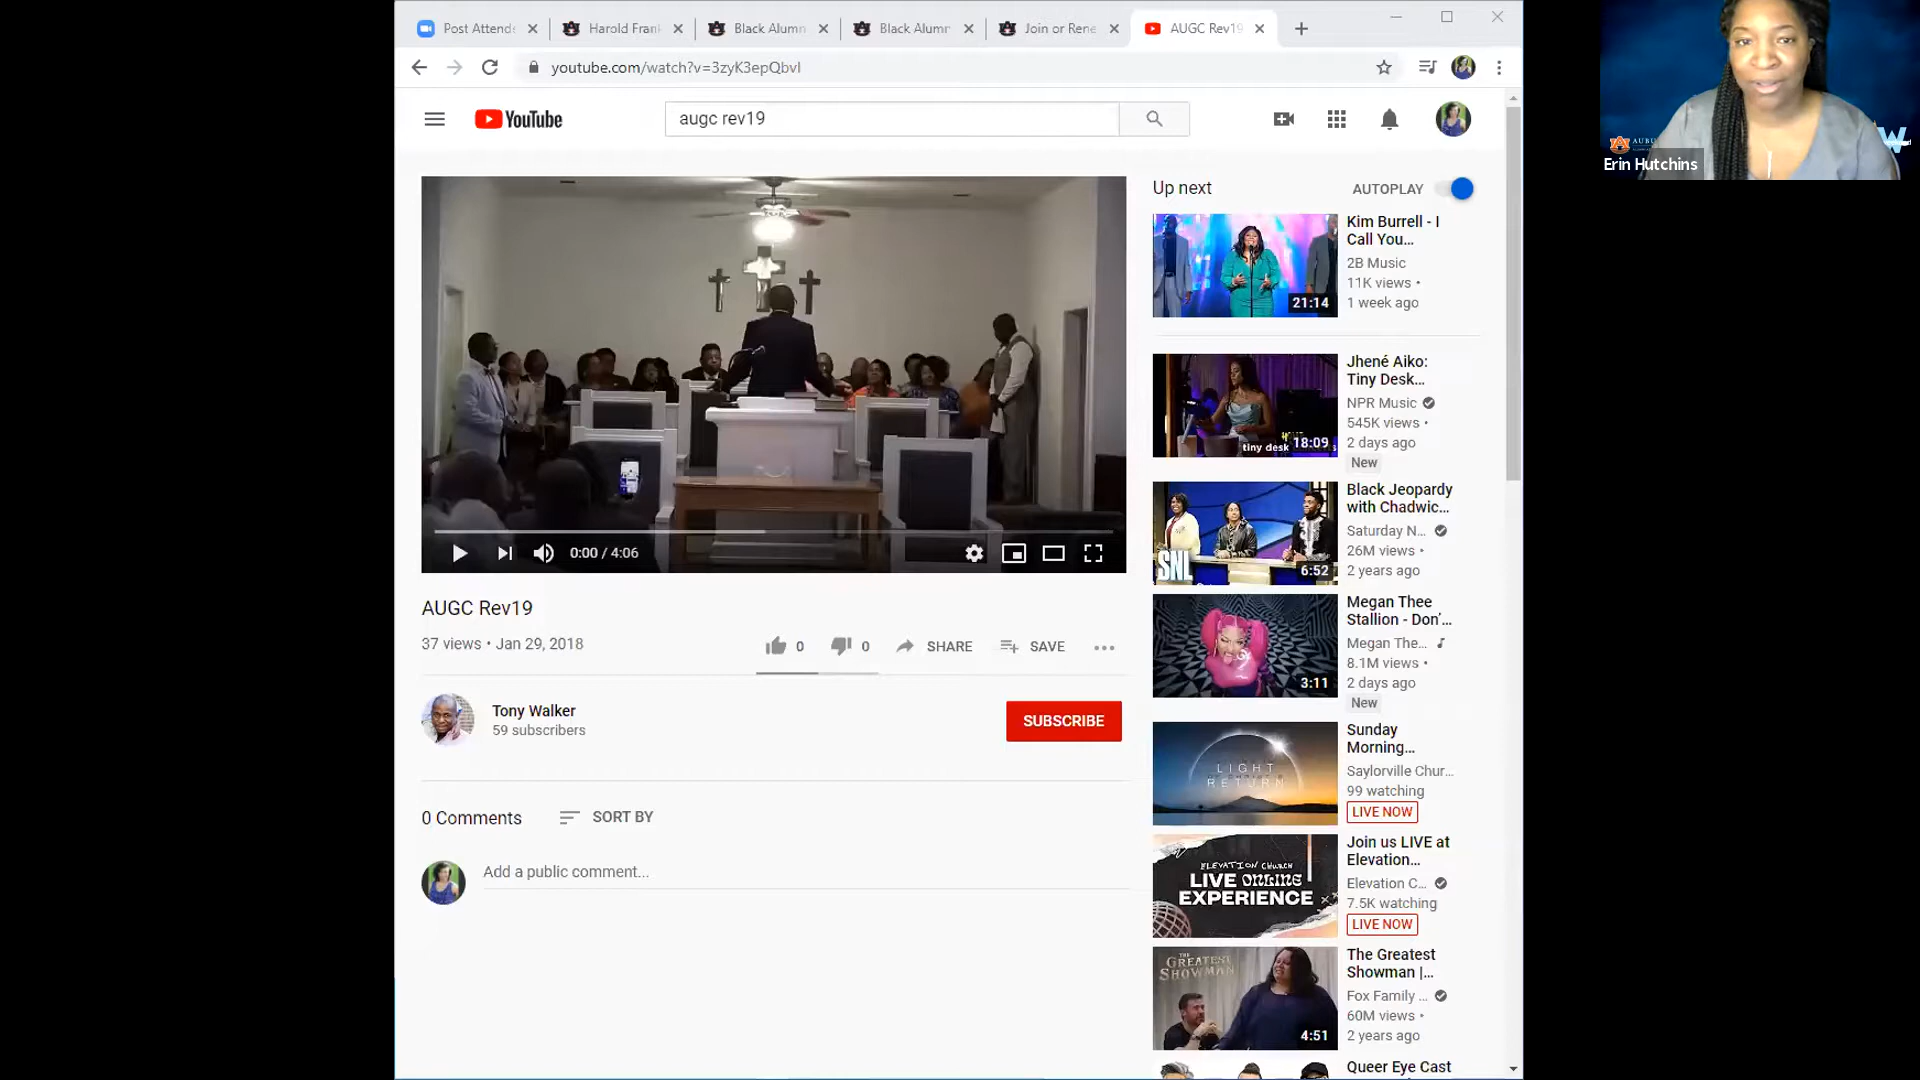 Post Attende
Harold Frank
Black Alumn
Black Alumn
Join or Rene
AUGC Rev19
youtube.com/watch?v=3zyK3epQbvI
YouTube
augc rev19
Erin Hutchins
0:00 / 4:06
AUGC Rev19
37 views • Jan 29, 2018
0
0
SHARE
SAVE
Tony Walker
59 subscribers
SUBSCRIBE
0 Comments
SORT BY
Add a public comment...
Up next
AUTOPLAY
21:14
Kim Burrell - I
Call You...
2B Music
11K views •
1 week ago
tiny desk
18:09
Jhené Aiko:
Tiny Desk...
NPR Music
545K views •
2 days ago
New
SNL
6:52
Black Jeopardy
with Chadwic...
Saturday N...
26M views •
2 years ago
3:11
Megan Thee
Stallion - Don'...
Megan The...
8.1M views •
2 days ago
New
LIGHT
RETURN
Sunday
Morning...
Saylorville Chur...
99 watching
LIVE NOW
ELEVATION CHURCH
LIVE ONLINE
EXPERIENCE
Join us LIVE at
Elevation...
Elevation C...
7.5K watching
LIVE NOW
THE
GREATEST
SHOWMAN
4:51
The Greatest
Showman |...
Fox Family ...
60M views •
2 years ago
Queer Eye Cast